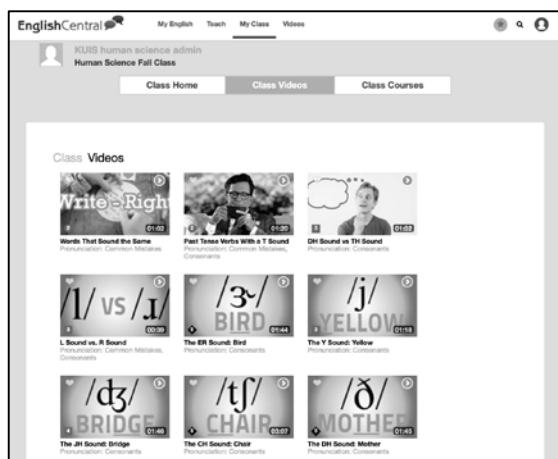 EnglishCentral
My English Teach My Class Videos
KUIS human science admin
Human Science Fall Class
Class Home Class Videos Class Courses
Class Videos
Write - Right
01:02
Words That Sound the Same
Pronunciation: Common Mistakes
01:20
Past Tense Verbs With a T Sound
Pronunciation: Common Mistakes,
Consonants
01:02
DH Sound vs TH Sound
Pronunciation: Consonants
/l/ VS /ɹ/
00:39
L Sound vs. R Sound
Pronunciation: Common Mistakes,
Consonants
/ɝ/
BIRD
01:44
The ER Sound: Bird
Pronunciation: Consonants
/j/
YELLOW
01:18
The Y Sound: Yellow
Pronunciation: Consonants
/dʒ/
BRIDGE
01:46
The JH Sound: Bridge
Pronunciation: Consonants
/tʃ/
CHAIR
03:07
The CH Sound: Chair
Pronunciation: Consonants
/ð/
MOTHER
01:45
The DH Sound: Mother
Pronunciation: Consonants